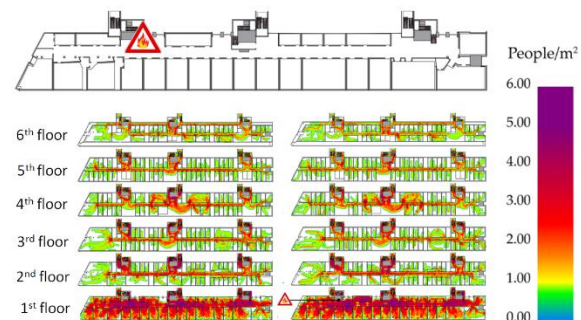 People/m²
6.00
5.00
4.00
3.00
2.00
1.00
0.00
6th floor
5th floor
4th floor
3rd floor
2nd floor
1st floor